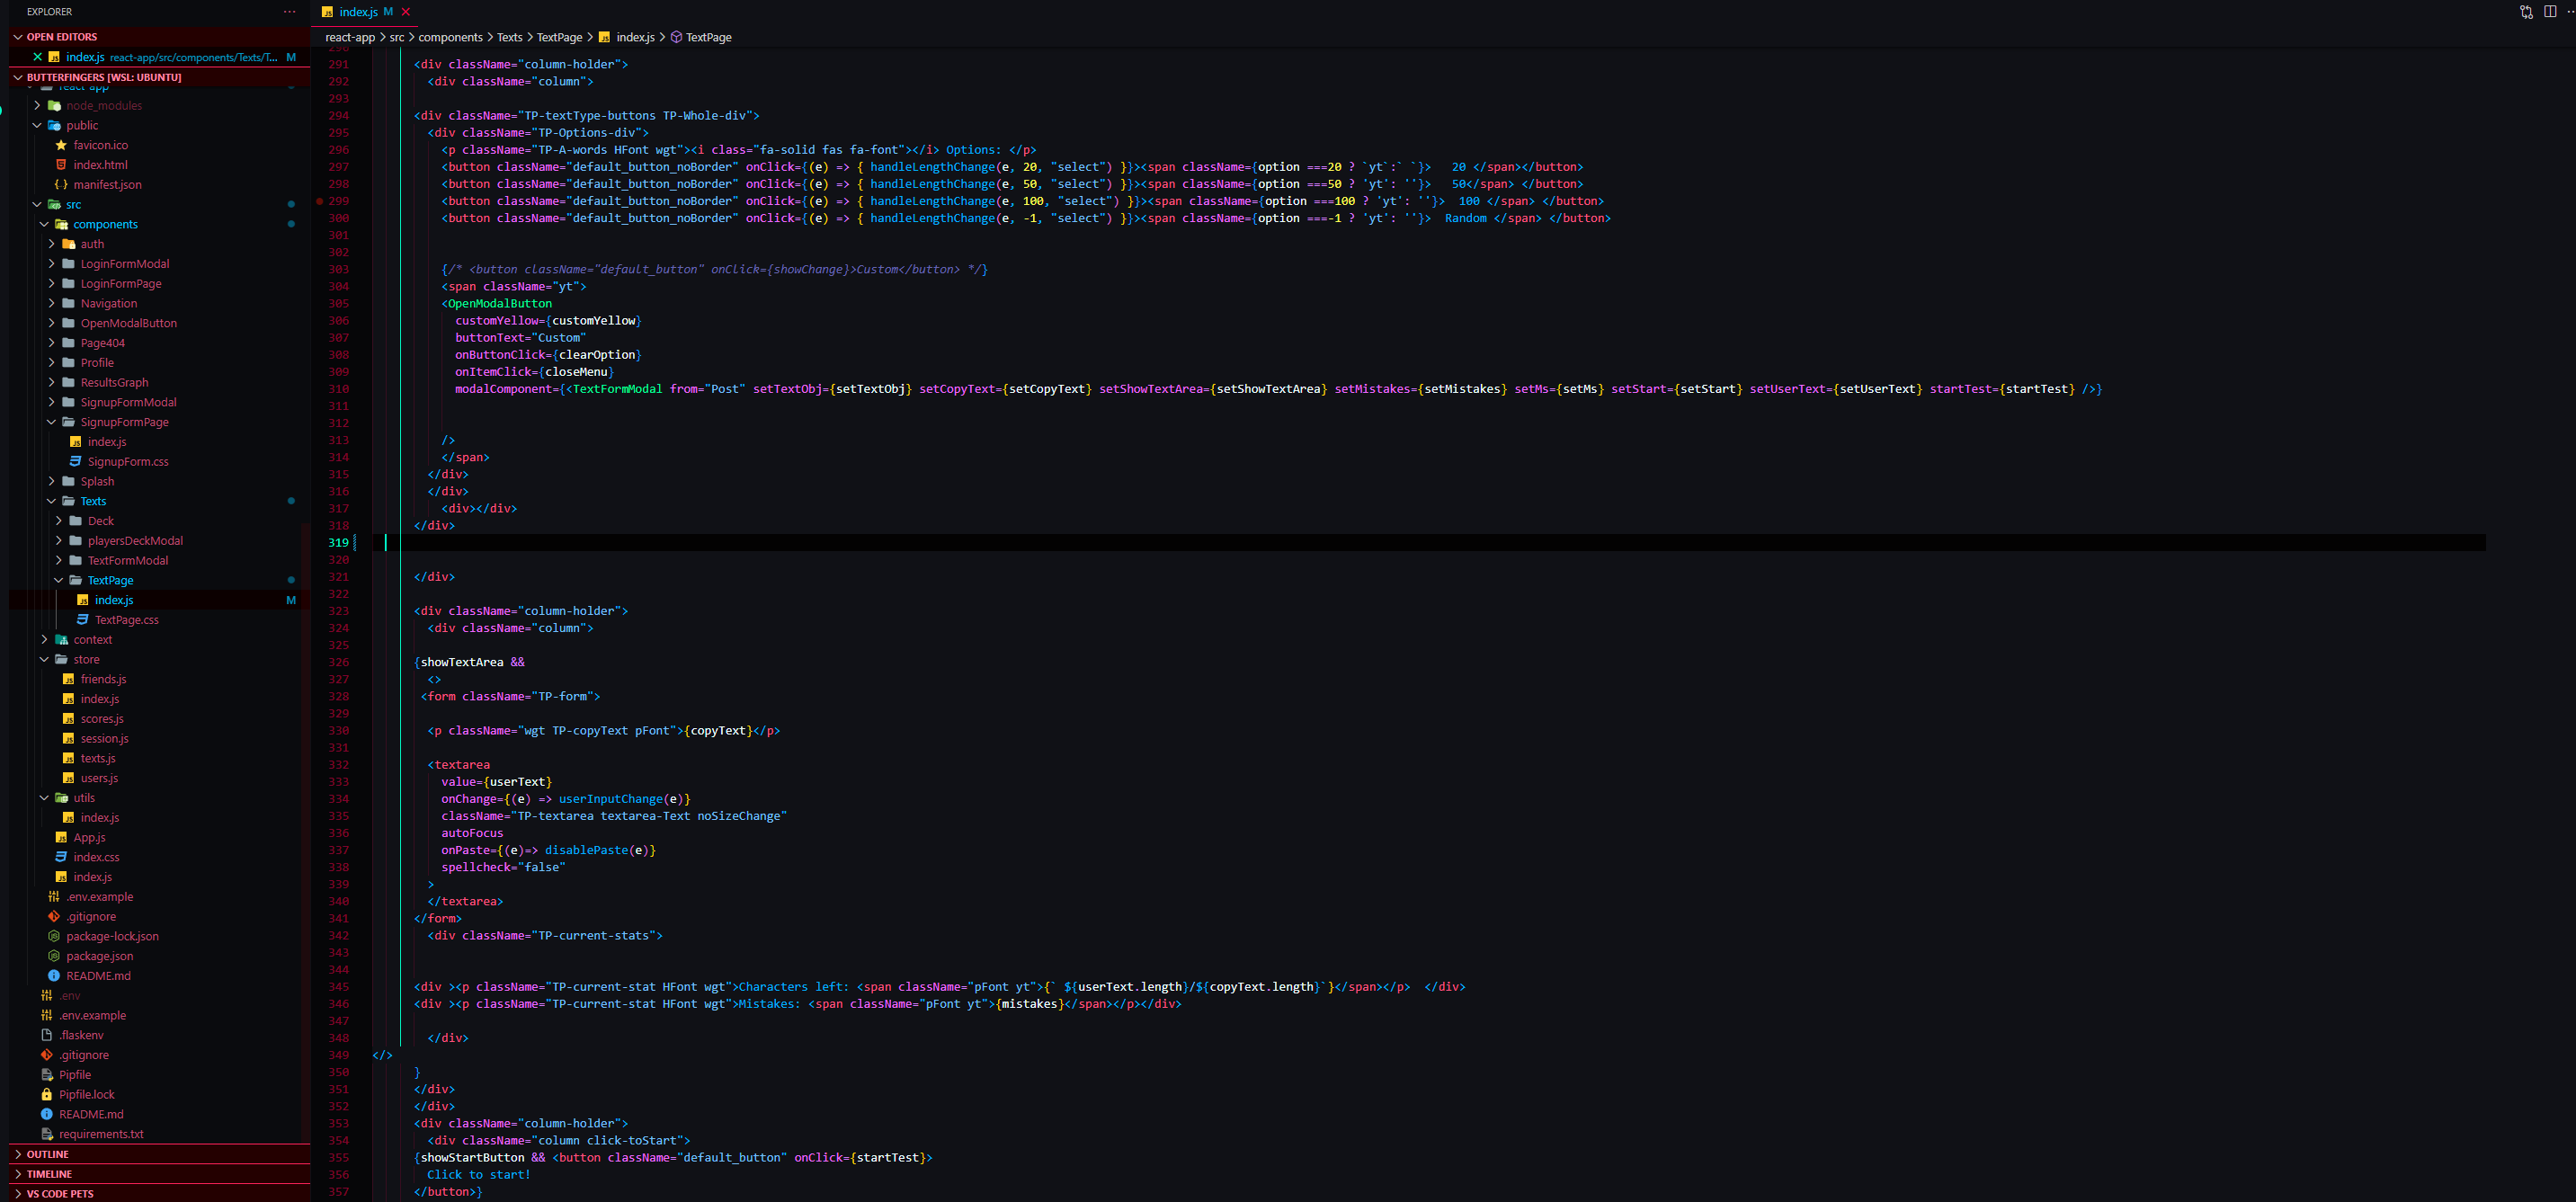 EXPLORER ...
OPEN EDITORS
index.js react-app/src/components/Texts/T... M
BUTTERFINGERS [WSL: UBUNTU]
react-app
node_modules
public
favicon.ico
index.html
manifest.json
src
components
auth
LoginFormModal
LoginFormPage
Navigation
OpenModalButton
Page404
Profile
ResultsGraph
SignupFormModal
SignupFormPage
index.js
SignupForm.css
Splash
Texts
Deck
playersDeckModal
TextFormModal
TextPage
index.js M
TextPage.css
context
store
friends.js
index.js
scores.js
session.js
texts.js
users.js
utils
index.js
App.js
index.css
index.js
.env.example
.gitignore
package-lock.json
package.json
README.md
.env
.env.example
.flaskenv
.gitignore
Pipfile
Pipfile.lock
README.md
requirements.txt
OUTLINE
TIMELINE
VS CODE PETS
index.js M
react-app > src > components > Texts > TextPage > index.js > TextPage
290
291 <div className="column-holder">
292 <div className="column">
293
294 <div className="TP-textType-buttons TP-Whole-div">
295 <div className="TP-Options-div">
296 <p className="TP-A-words HFont wgt"><i class="fa-solid fas fa-font"></i> Options: </p>
297 <button className="default_button_noBorder" onClick={(e) => { handleLengthChange(e, 20, "select") }}><span className={option ===20 ? `yt`:` `}> 20 </span></button>
298 <button className="default_button_noBorder" onClick={(e) => { handleLengthChange(e, 50, "select") }}><span className={option ===50 ? 'yt': ''}> 50</span> </button>
299 <button className="default_button_noBorder" onClick={(e) => { handleLengthChange(e, 100, "select") }}><span className={option ===100 ? 'yt': ''}> 100 </span> </button>
300 <button className="default_button_noBorder" onClick={(e) => { handleLengthChange(e, -1, "select") }}><span className={option ===-1 ? 'yt': ''}> Random </span> </button>
301
302
303 {/* <button className="default_button" onClick={showChange}>Custom</button> */}
304 <span className="yt">
305 <OpenModalButton
306 customYellow={customYellow}
307 buttonText="Custom"
308 onButtonClick={clearOption}
309 onItemClick={closeMenu}
310 modalComponent={<TextFormModal from="Post" setTextObj={setTextObj} setCopyText={setCopyText} setShowTextArea={setShowTextArea} setMistakes={setMistakes} setMs={setMs} setStart={setStart} setUserText={setUserText} startTest={startTest} />}
311
312
313 />
314 </span>
315 </div>
316 </div>
317 <div></div>
318 </div>
319
320
321 </div>
322
323 <div className="column-holder">
324 <div className="column">
325
326 {showTextArea &&
327 <>
328 <form className="TP-form">
329
330 <p className="wgt TP-copyText pFont">{copyText}</p>
331
332 <textarea
333 value={userText}
334 onChange={(e) => userInputChange(e)}
335 className="TP-textarea textarea-Text noSizeChange"
336 autoFocus
337 onPaste={(e)=> disablePaste(e)}
338 spellcheck="false"
339 >
340 </textarea>
341 </form>
342 <div className="TP-current-stats">
343
344
345 <div ><p className="TP-current-stat HFont wgt">Characters left: <span className="pFont yt">{` ${userText.length}/${copyText.length}`}</span></p> </div>
346 <div ><p className="TP-current-stat HFont wgt">Mistakes: <span className="pFont yt">{mistakes}</span></p></div>
347
348 </div>
349 </>
350 }
351 </div>
352 </div>
353 <div className="column-holder">
354 <div className="column click-toStart">
355 {showStartButton && <button className="default_button" onClick={startTest}>
356 Click to start!
357 </button>}